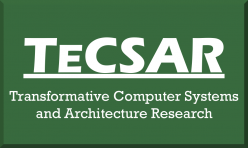 TECSAR
Transformative Computer Systems
and Architecture Research